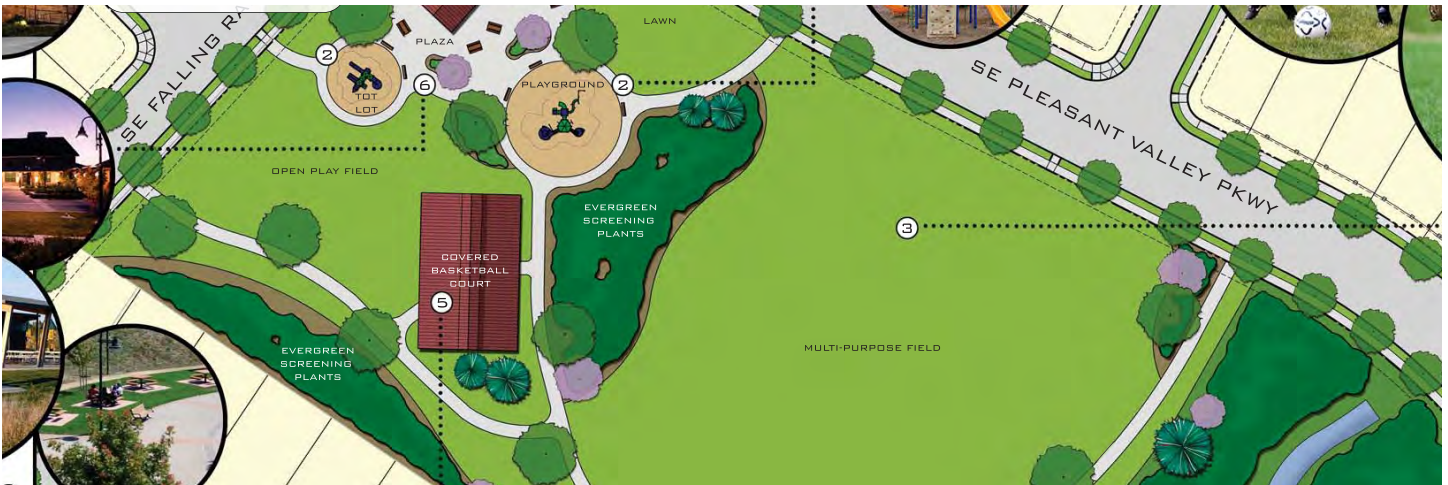 LAWN
PLAZA
2
6
PLAYGROUND
2
TOT
LOT
SE FALLING
SE PLEASANT VALLEY PKWY
OPEN PLAY FIELD
EVERGREEN
SCREENING
PLANTS
3
COVERED
BASKETBALL
COURT
5
EVERGREEN
SCREENING
PLANTS
MULTI-PURPOSE FIELD